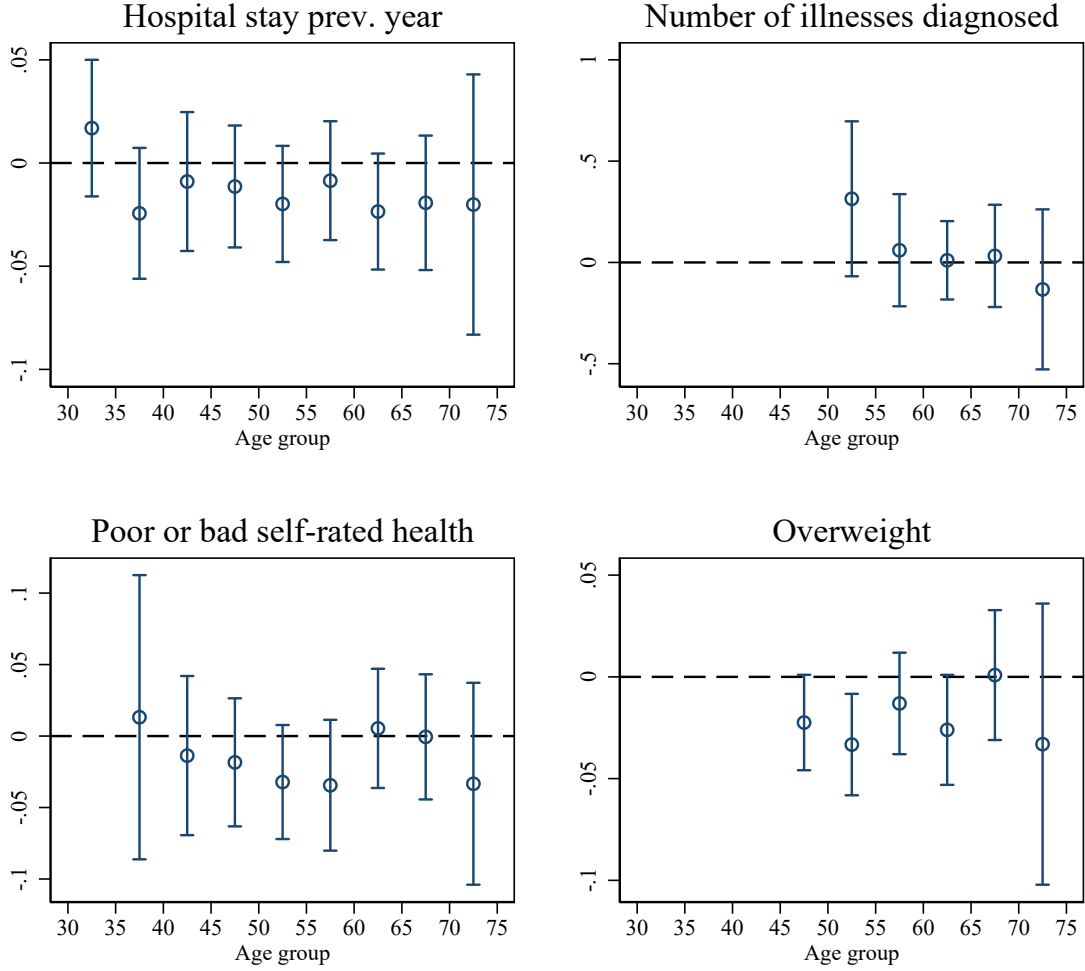 Hospital stay prev. year
.05
0
-.05
-.1
30 35 40 45 50 55 60 65 70 75
Age group
Number of illnesses diagnosed
1
.5
0
-.5
30 35 40 45 50 55 60 65 70 75
Age group
Poor or bad self-rated health
.1
.05
0
-.05
-.1
30 35 40 45 50 55 60 65 70 75
Age group
Overweight
.05
0
-.05
-.1
30 35 40 45 50 55 60 65 70 75
Age group